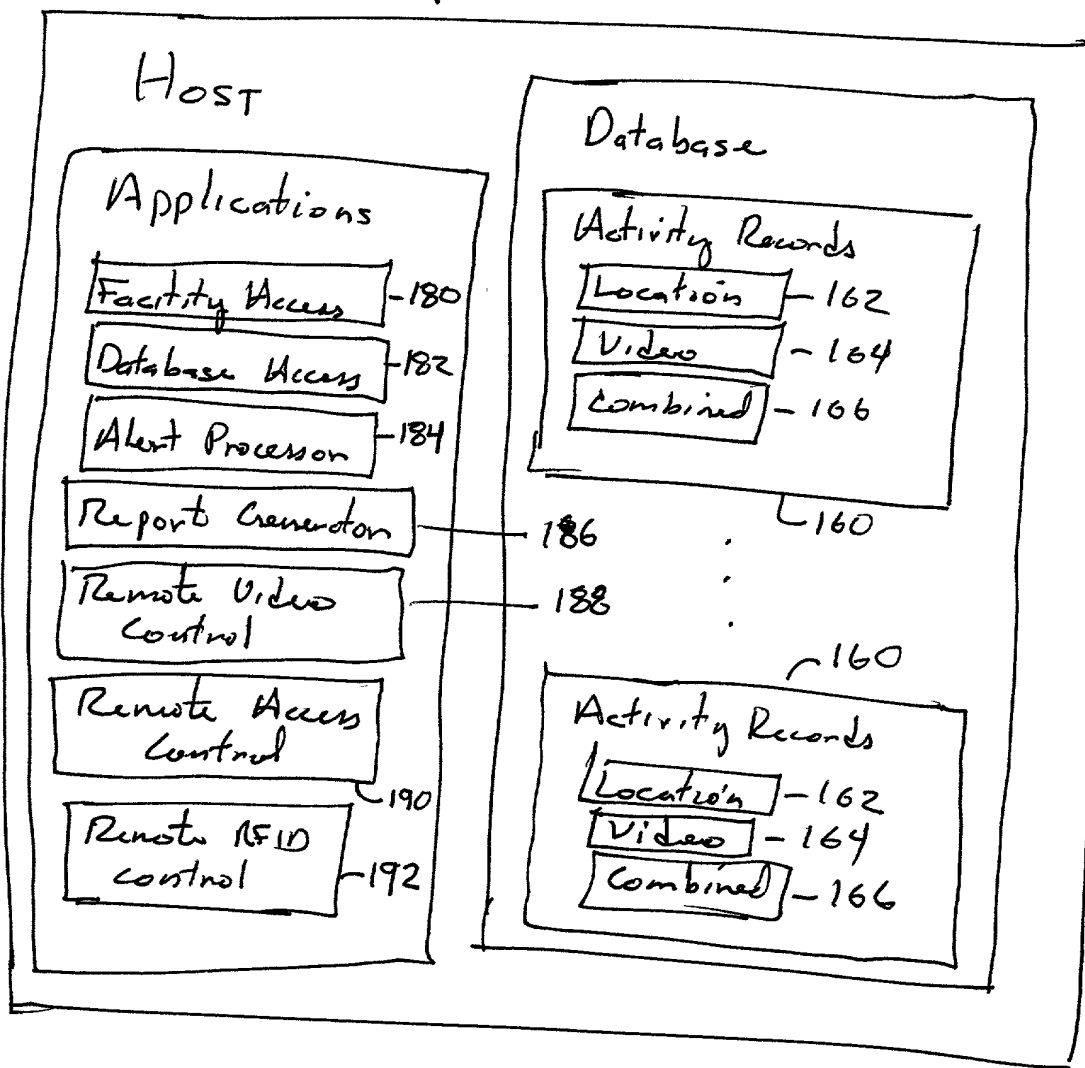 HOST
Applications
Facility Access - 180
Database Access - 182
Alert Processor - 184
Report Generator - 186
Remote Video
Control - 188
Remote Access
Control
190
Remote RFID
control - 192
Database
Activity Records
Location - 162
Video - 164
Combined - 166
160
160
Activity Records
Location - 162
Video - 164
Combined - 166